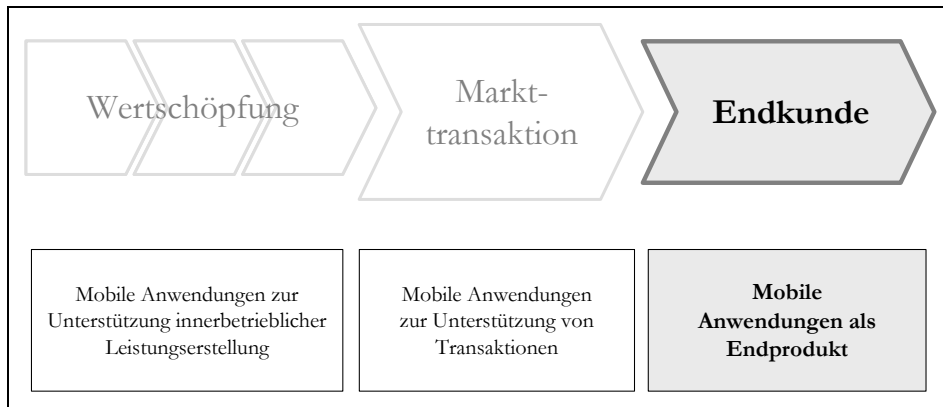 Wertschöpfung
Markt-
transaktion
Endkunde
Mobile Anwendungen zur
Unterstützung innerbetrieblicher
Leistungserstellung
Mobile Anwendungen
zur Unterstützung von
Transaktionen
Mobile
Anwendungen als
Endprodukt